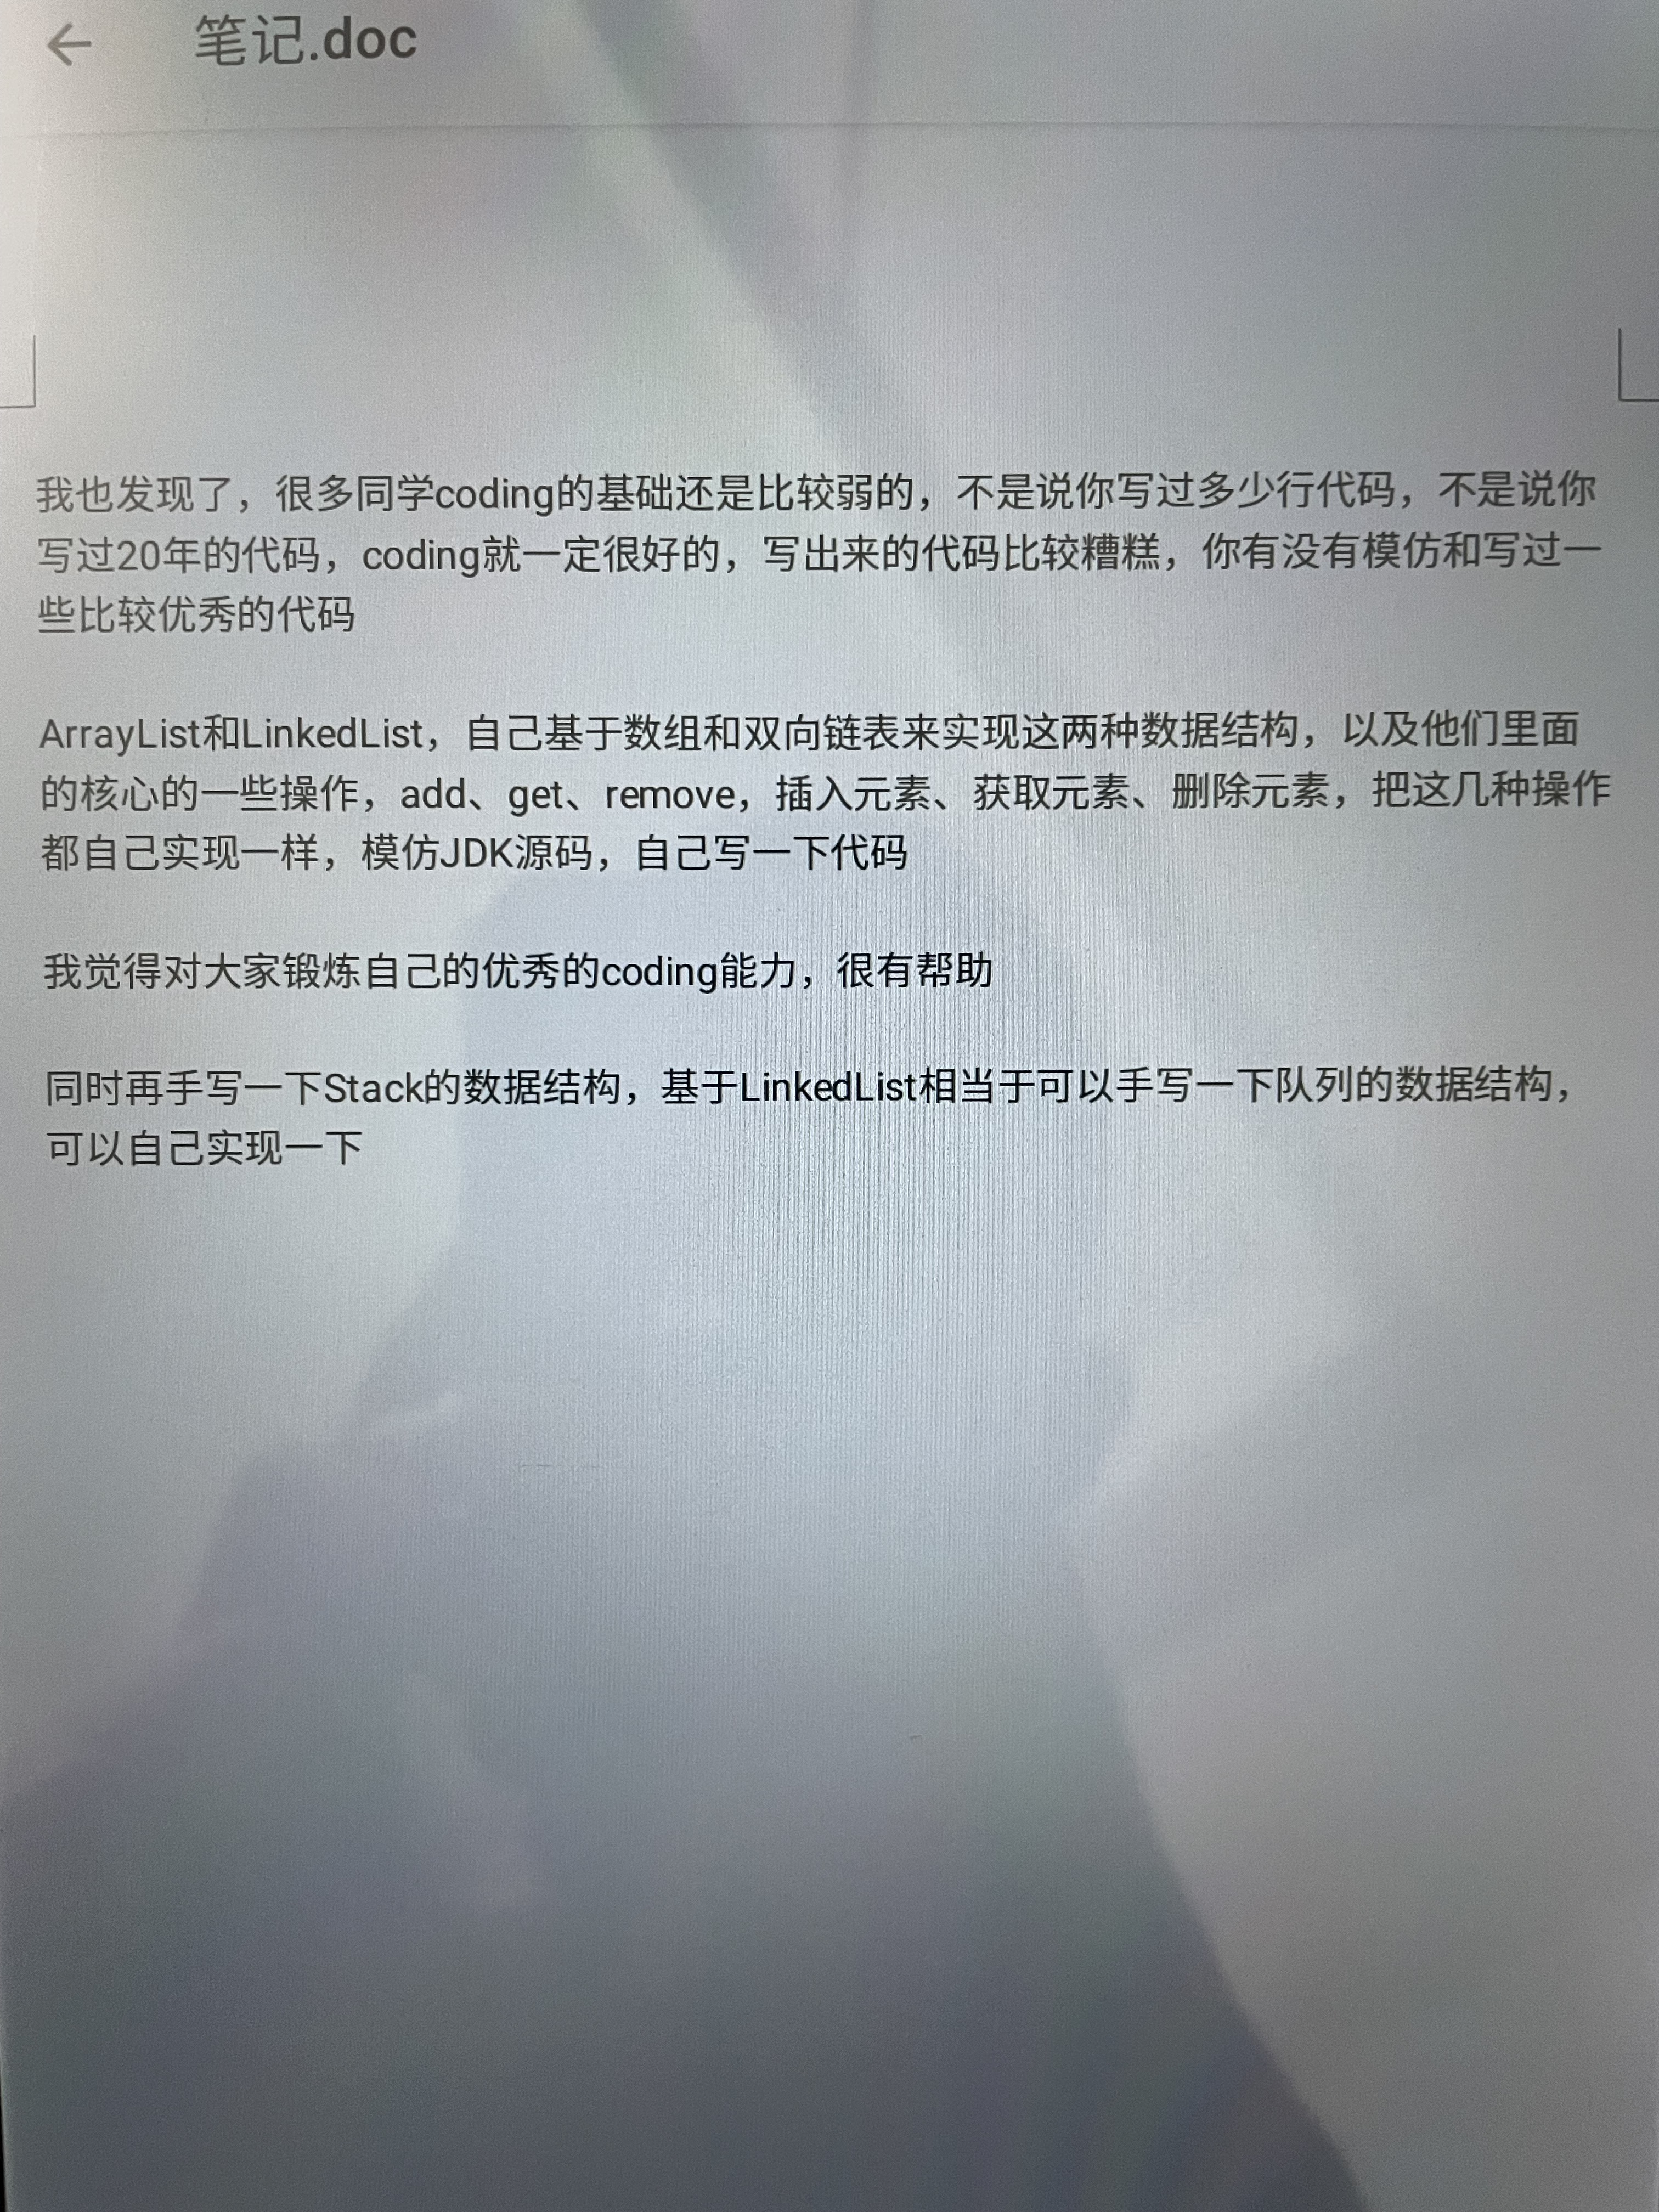 笔记.doc
我也发现了，很多同学coding的基础还是比较弱的，不是说你写过多少行代码，不是说你
写过20年的代码，coding就一定很好的，写出来的代码比较糟糕，你有没有模仿和写过一
些比较优秀的代码
ArrayList和LinkedList，自己基于数组和双向链表来实现这两种数据结构，以及他们里面
的核心的一些操作，add、get、remove，插入元素、获取元素、删除元素，把这几种操作
都自己实现一样，模仿JDK源码，自己写一下代码
我觉得对大家锻炼自己的优秀的coding能力，很有帮助
同时再手写一下Stack的数据结构，基于LinkedList相当于可以手写一下队列的数据结构，
可以自己实现一下